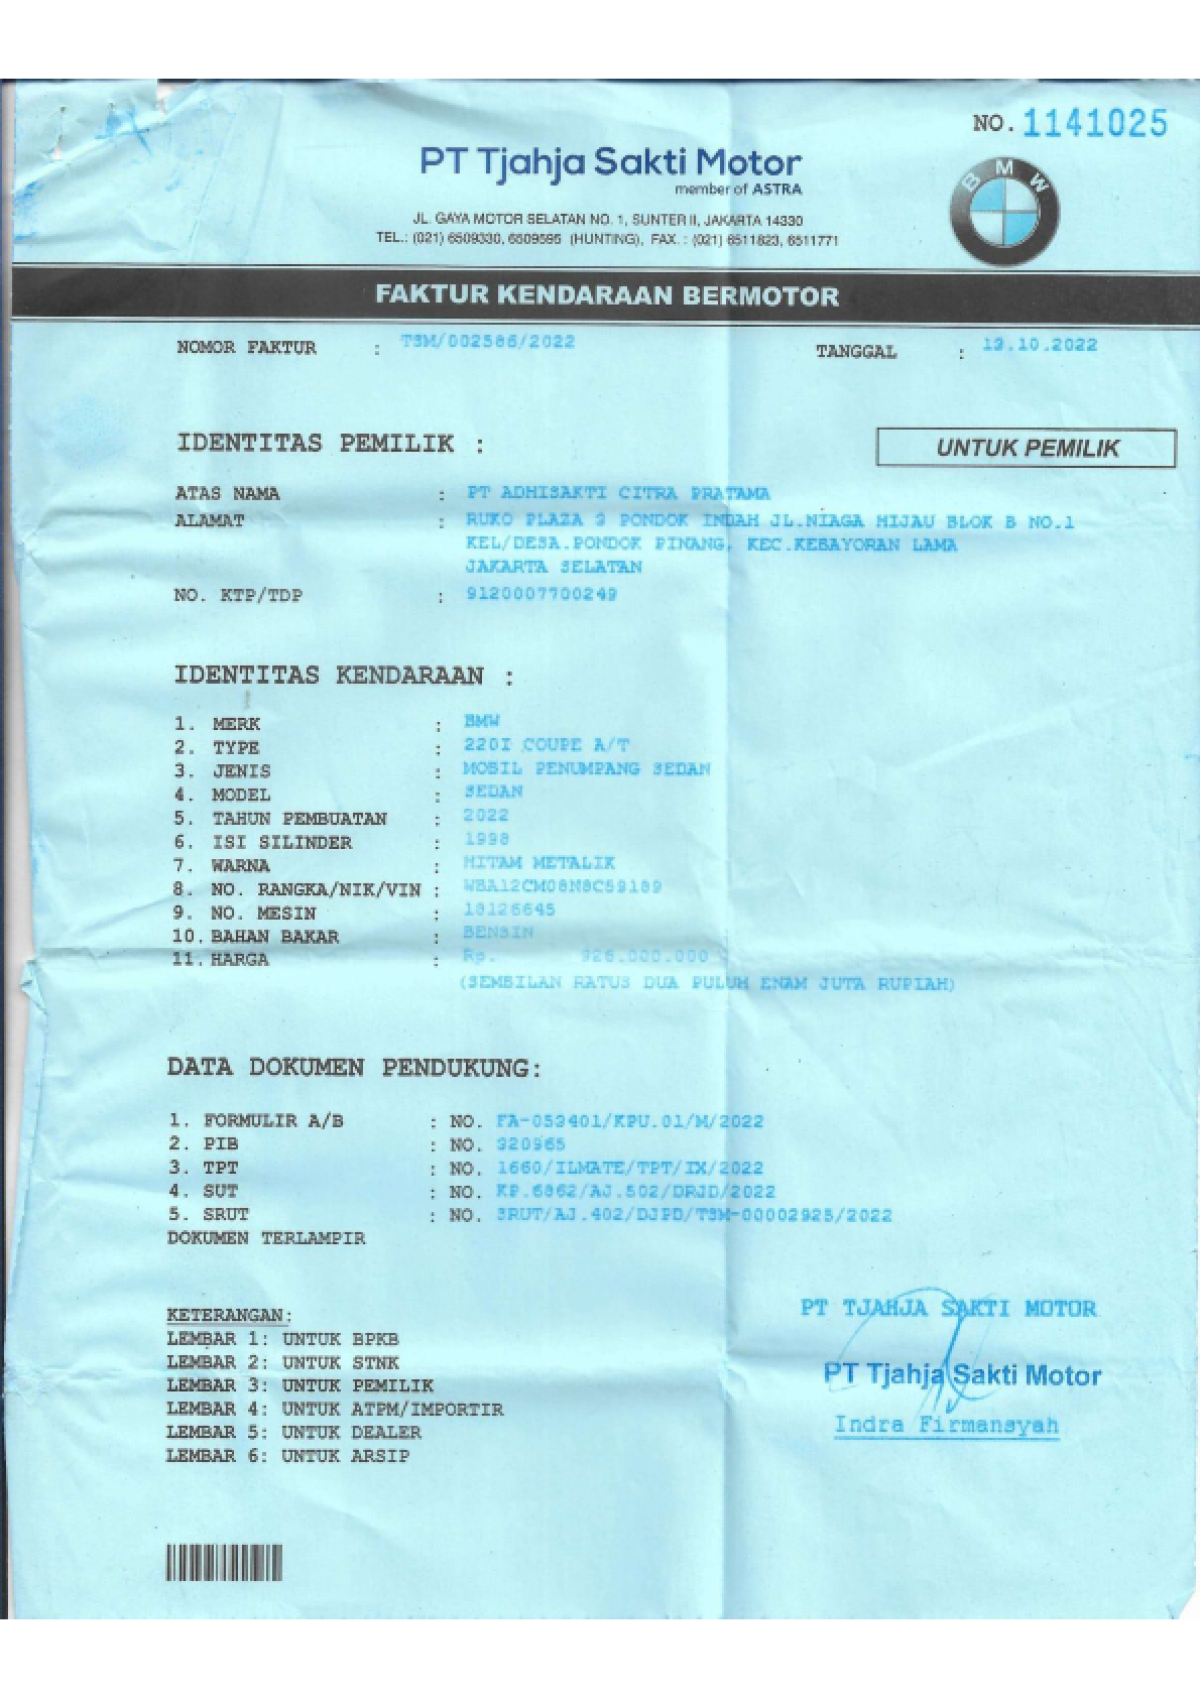 NO. 1141025
PT Tjahja Sakti Motor
member of ASTRA
BMW
JL. GAYA MOTOR SELATAN NO. 1, SUNTER II, JAKARTA 14330
TEL.: (021) 6509330, 6509595 (HUNTING), FAX. : (021) 6511823, 6511771
FAKTUR KENDARAAN BERMOTOR
NOMOR FAKTUR : TSM/002586/2022 TANGGAL : 13.10.2022
IDENTITAS PEMILIK : UNTUK PEMILIK
ATAS NAMA : PT ADHISAKTI CITRA PRATAMA
ALAMAT : RUKO PLAZA 3 PONDOK INDAH JL.NIAGA HIJAU BLOK B NO.1
KEL/DESA.PONDOK PINANG, KEC.KEBAYORAN LAMA
JAKARTA SELATAN
NO. KTP/TDP : 9120007700249
IDENTITAS KENDARAAN :
1. MERK : BMW
2. TYPE : 220I COUPE A/T
3. JENIS : MOBIL PENUMPANG SEDAN
4. MODEL : SEDAN
5. TAHUN PEMBUATAN : 2022
6. ISI SILINDER : 1998
7. WARNA : HITAM METALIK
8. NO. RANGKA/NIK/VIN : WBA12CM08N8C59189
9. NO. MESIN : 18126645
10. BAHAN BAKAR : BENSIN
11. HARGA : Rp. 926.000.000
(SEMBILAN RATUS DUA PULUH ENAM JUTA RUPIAH)
DATA DOKUMEN PENDUKUNG:
1. FORMULIR A/B : NO. FA-053401/KPU.01/M/2022
2. PIB : NO. 320965
3. TPT : NO. 1660/ILMATE/TPT/IX/2022
4. SUT : NO. KP.6862/AJ.502/DRJD/2022
5. SRUT : NO. SRUT/AJ.402/DJPD/TSM-00002925/2022
DOKUMEN TERLAMPIR
KETERANGAN:
LEMBAR 1: UNTUK BPKB
LEMBAR 2: UNTUK STNK
LEMBAR 3: UNTUK PEMILIK
LEMBAR 4: UNTUK ATPM/IMPORTIR
LEMBAR 5: UNTUK DEALER
LEMBAR 6: UNTUK ARSIP
PT TJAHJA SAKTI MOTOR
PT Tjahja Sakti Motor
Indra Firmansyah